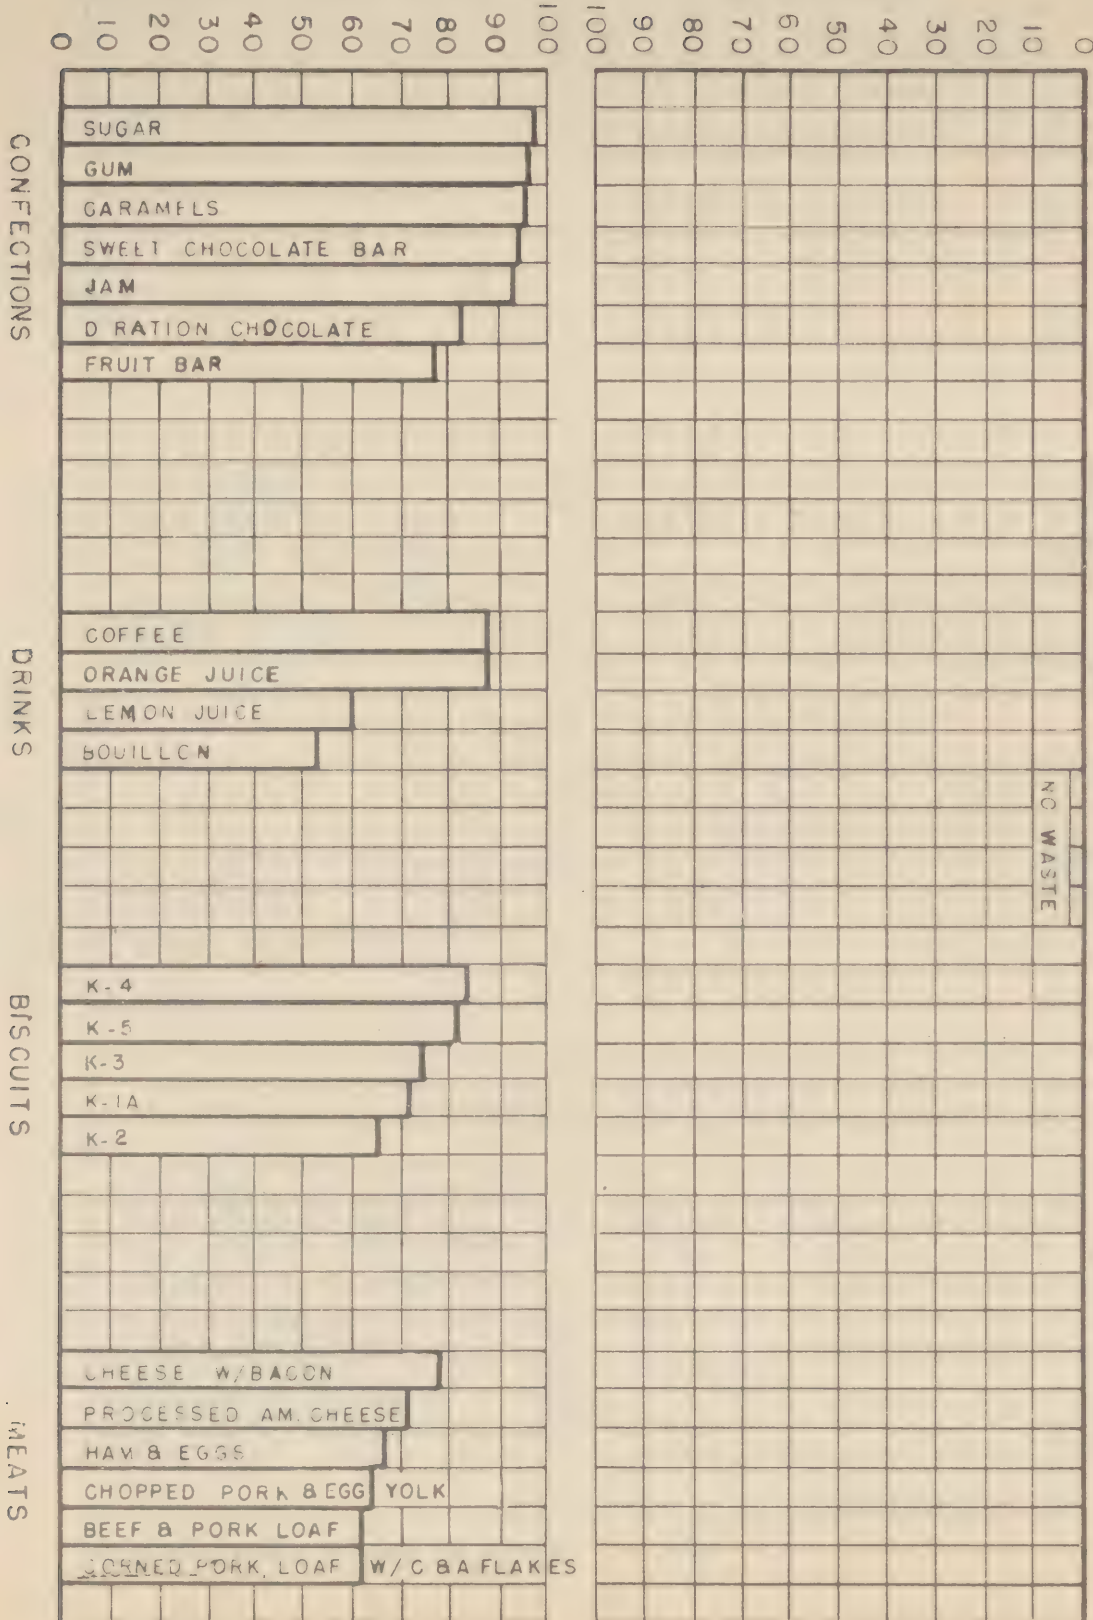 0 10 20 30 40 50 60 70 80 90 100
100 90 80 70 60 50 40 30 20 10 0
CONFECTIONS
SUGAR
GUM
CARAMELS
SWEET CHOCOLATE BAR
JAM
D RATION CHOCOLATE
FRUIT BAR
DRINKS
COFFEE
ORANGE JUICE
LEMON JUICE
BOUILLON
NO WASTE
BISCUITS
K-4
K-5
K-3
K-1A
K-2
MEATS
CHEESE W/BACON
PROCESSED AM. CHEESE
HAM & EGGS
CHOPPED PORK & EGG YOLK
BEEF & PORK LOAF
CORNED PORK LOAF W/ C & A FLAKES